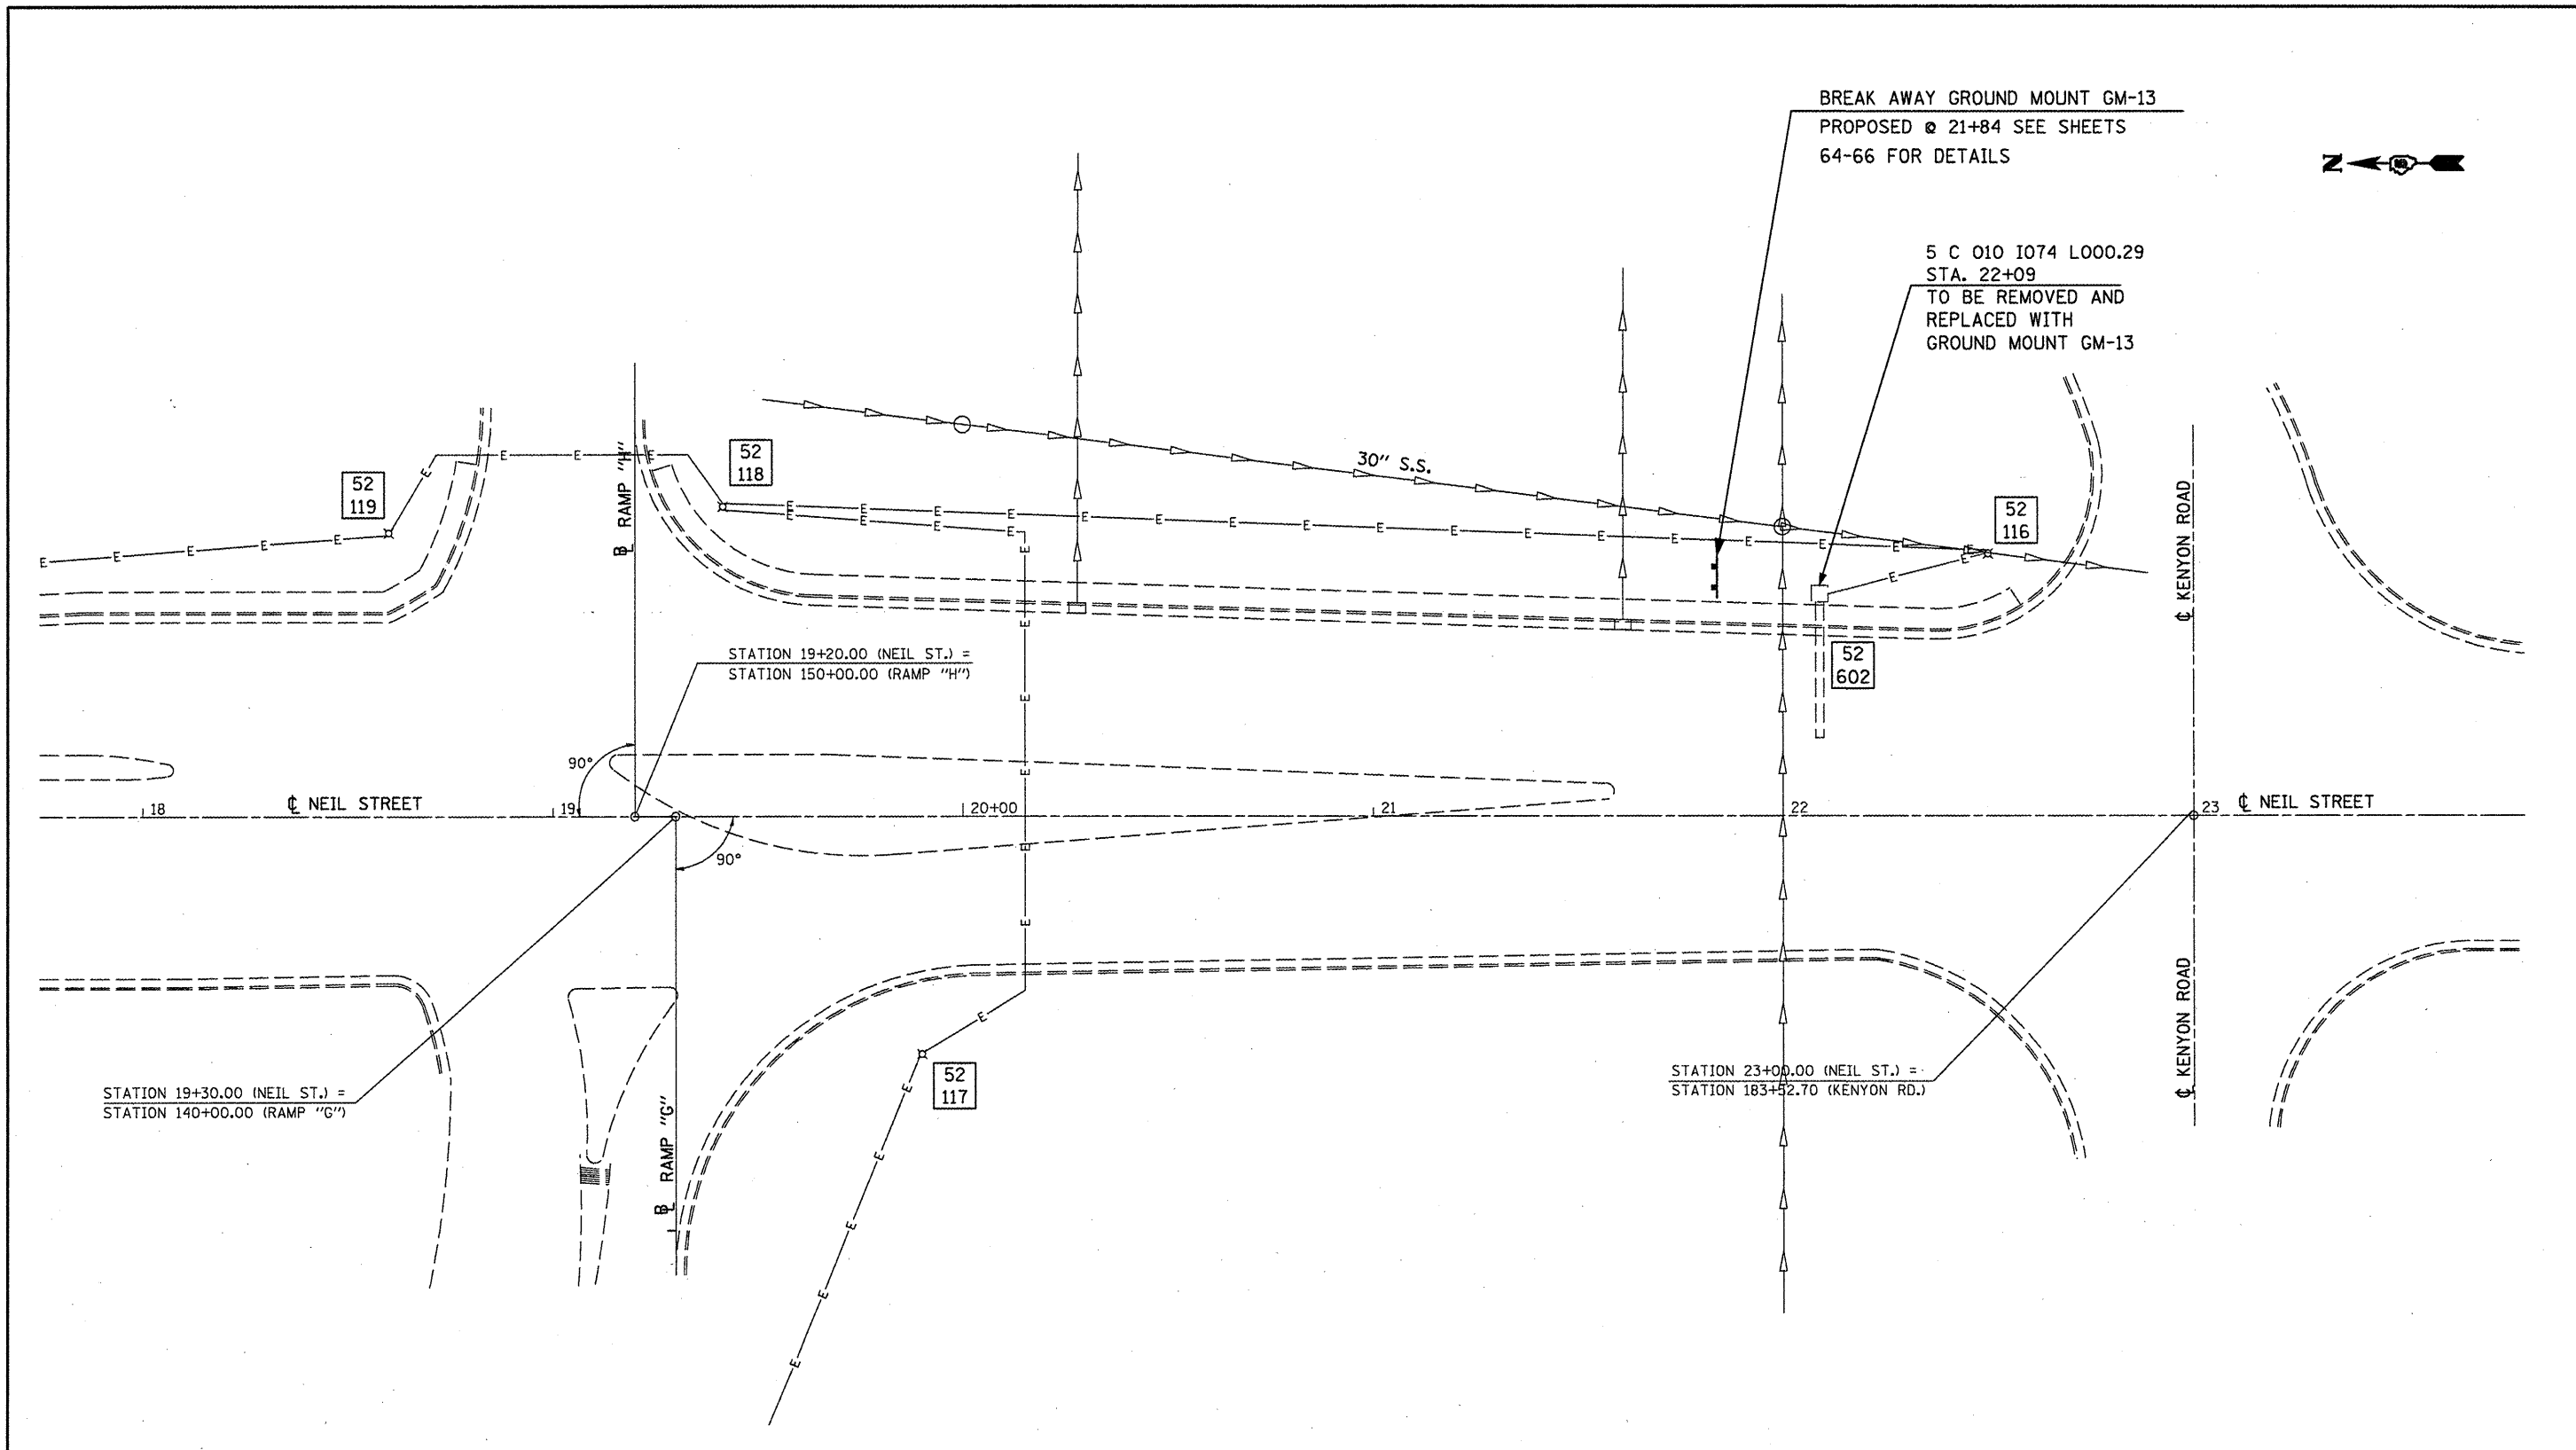 BREAK AWAY GROUND MOUNT GM-13
PROPOSED @ 21+84 SEE SHEETS
64-66 FOR DETAILS
N
5 C 010 I074 L000.29
STA. 22+09
TO BE REMOVED AND
REPLACED WITH
GROUND MOUNT GM-13
30" S.S.
52
119
52
118
52
116
52
602
52
117
℄ KENYON ROAD
RAMP "H"
STATION 19+20.00 (NEIL ST.) =
STATION 150+00.00 (RAMP "H")
90°
90°
18
℄ NEIL STREET
19
20+00
21
22
23
℄ NEIL STREET
STATION 19+30.00 (NEIL ST.) =
STATION 140+00.00 (RAMP "G")
RAMP "G"
STATION 23+00.00 (NEIL ST.) =
STATION 183+52.70 (KENYON RD.)
℄ KENYON ROAD
E E E E E E E E E E E E E E E E E E E E E E E E E E E E E E E E E E E E E E E E E E E E